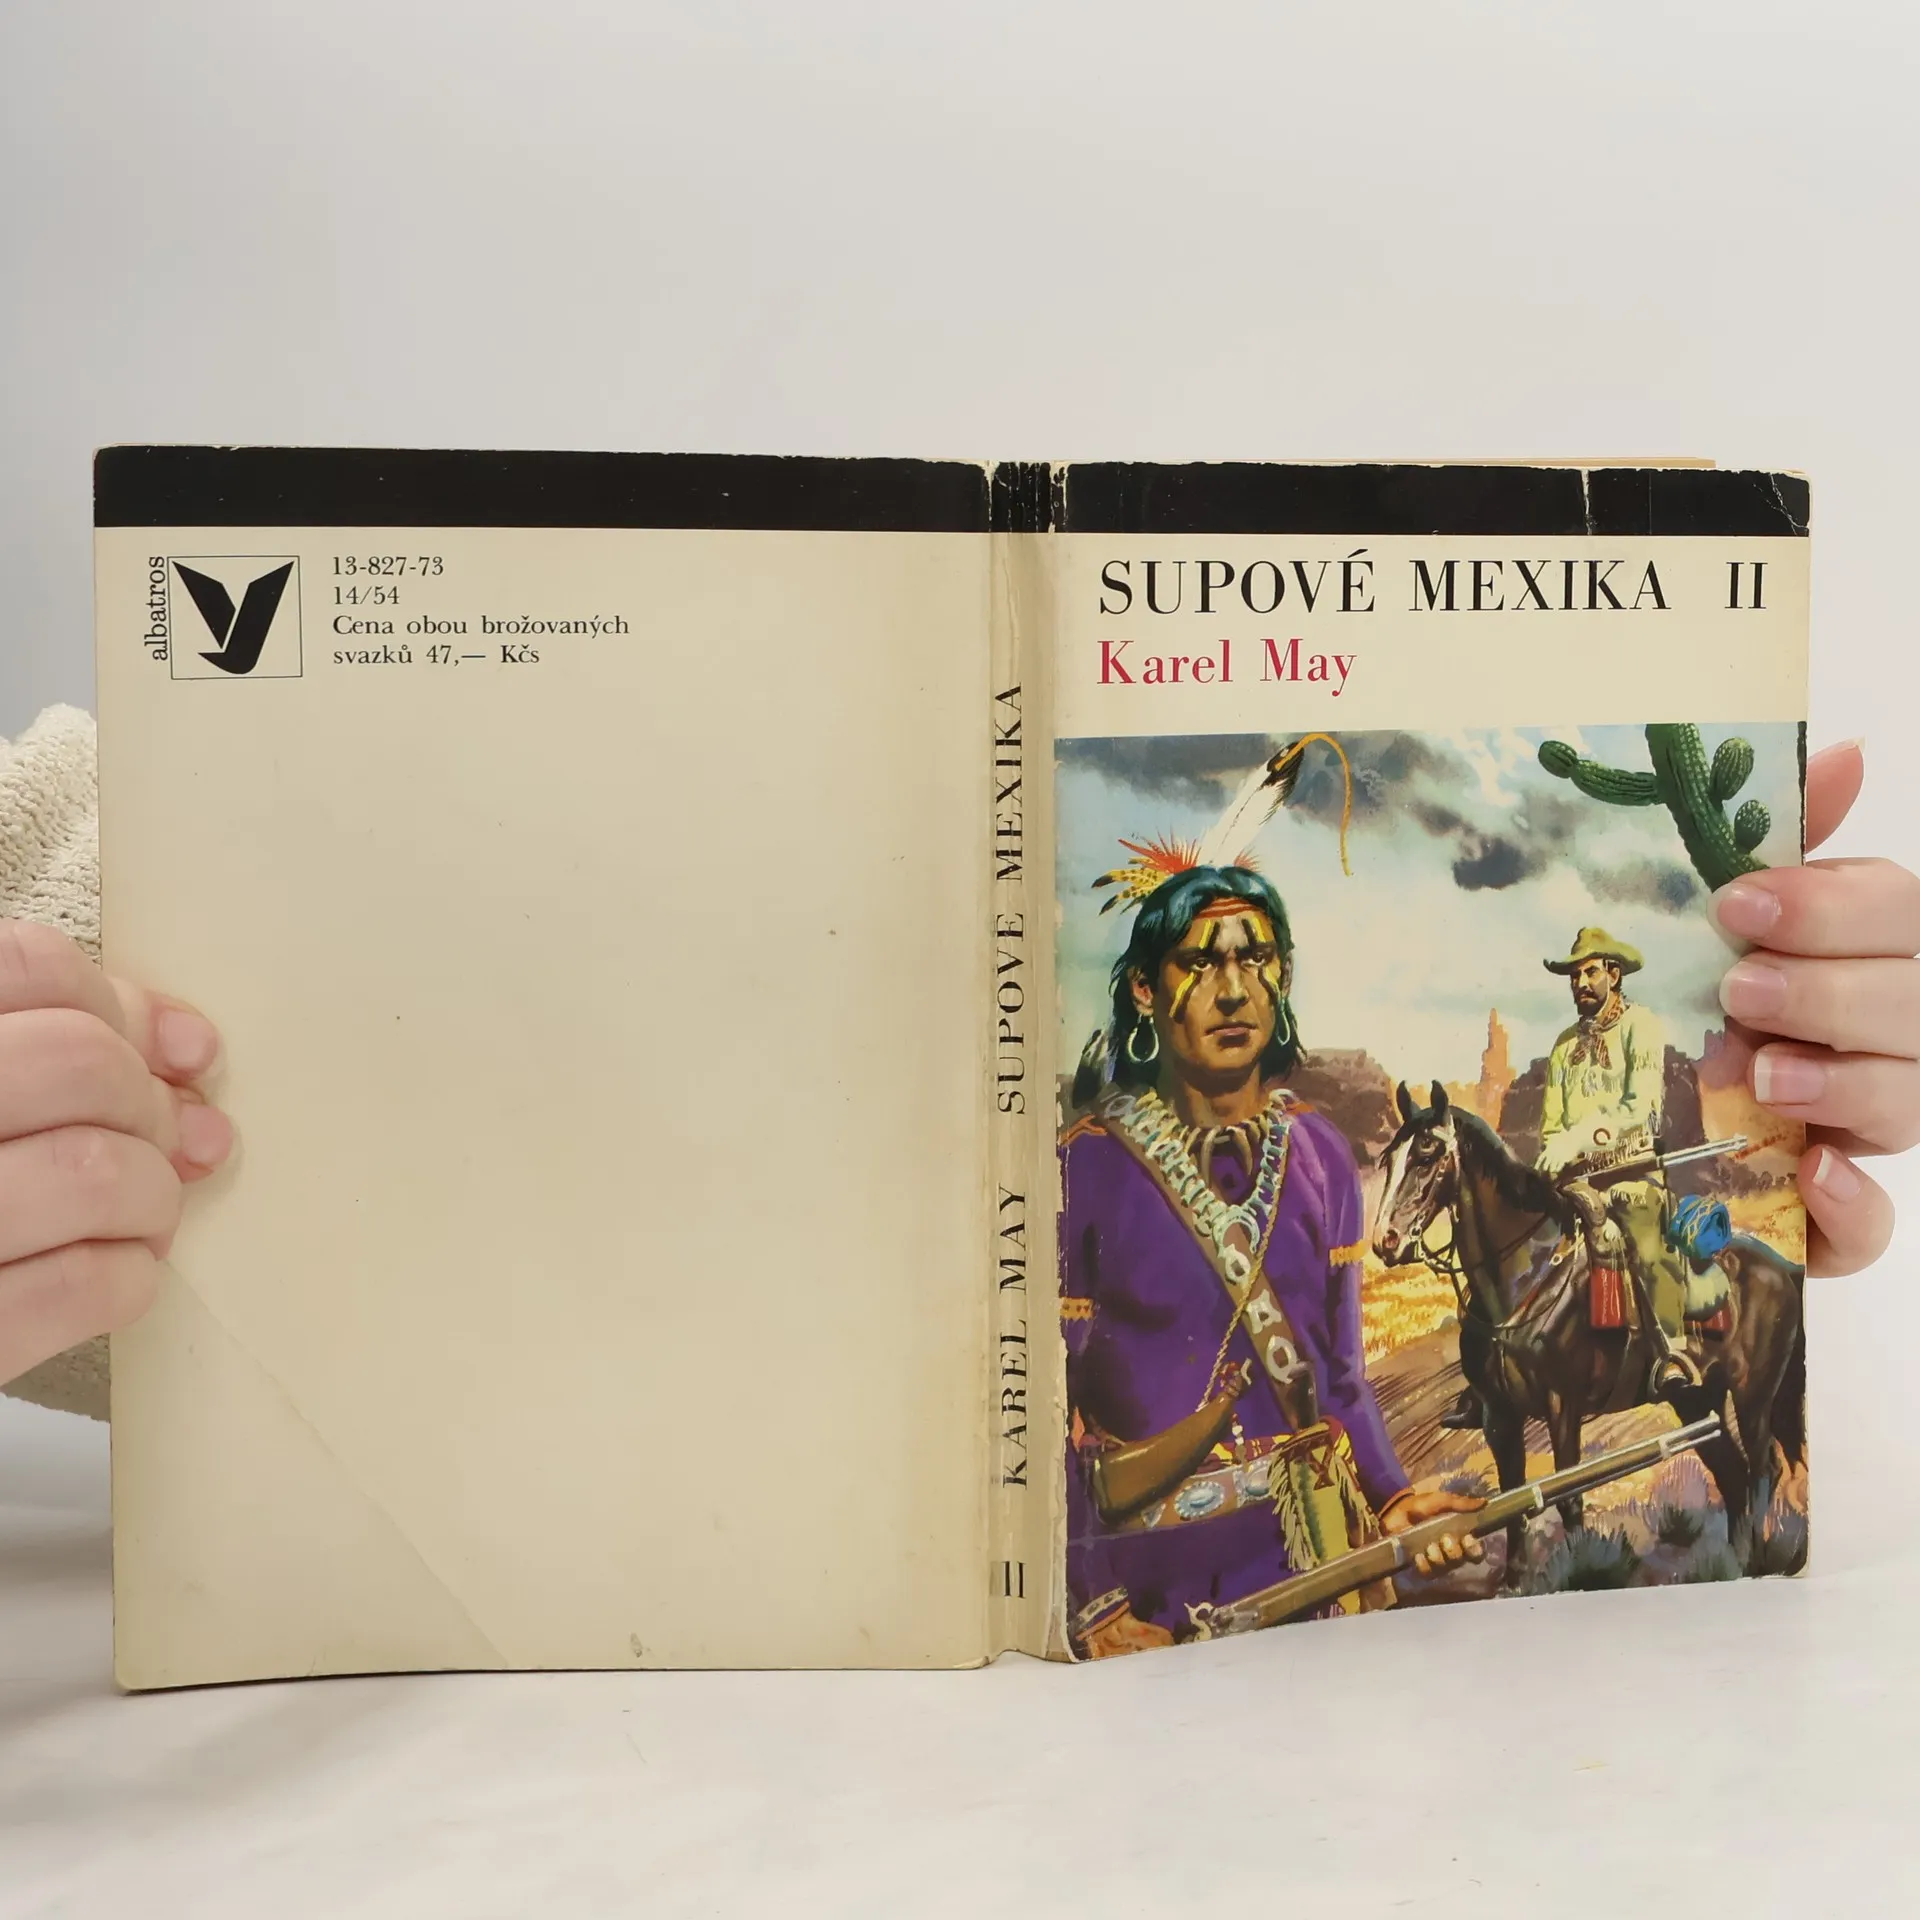 albatros
13-827-73
14/54
Cena obou brožovaných
svazků 47,— Kčs
KAREL MAY SUPOVÉ MEXIKA
II
SUPOVÉ MEXIKA II
Karel May